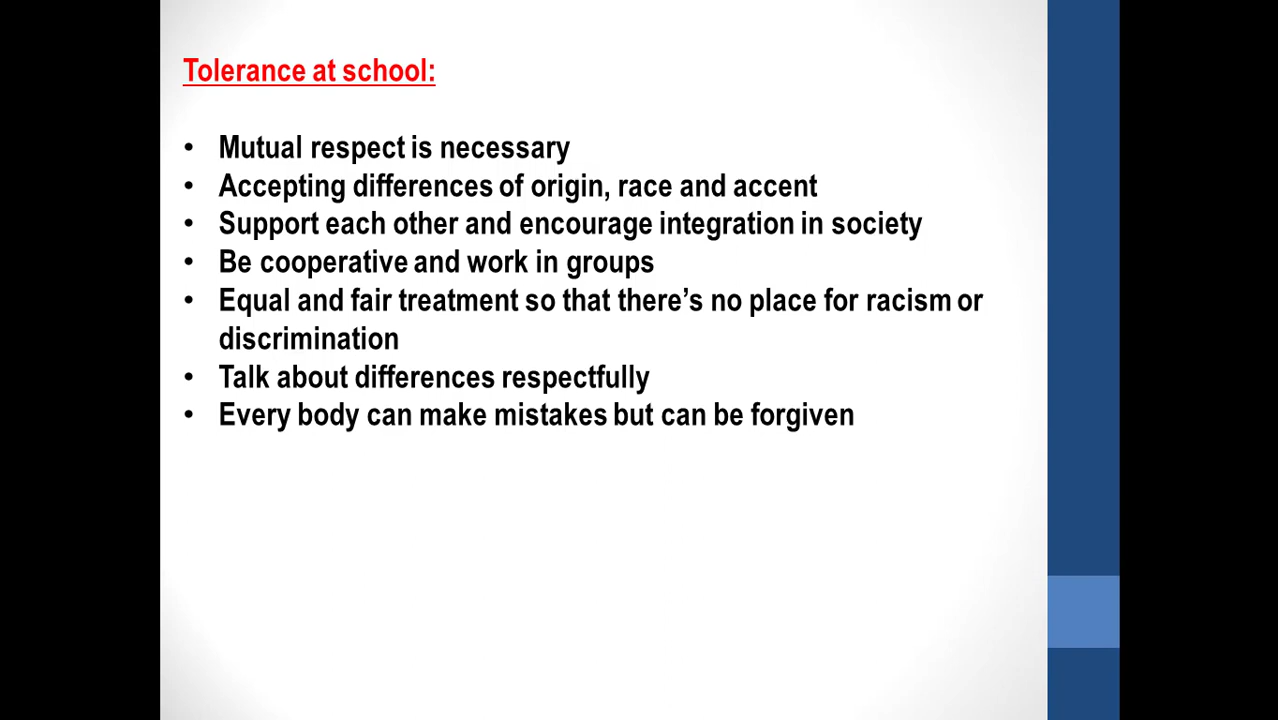 Tolerance at school:
• Mutual respect is necessary
• Accepting differences of origin, race and accent
• Support each other and encourage integration in society
• Be cooperative and work in groups
• Equal and fair treatment so that there’s no place for racism or
discrimination
• Talk about differences respectfully
• Every body can make mistakes but can be forgiven